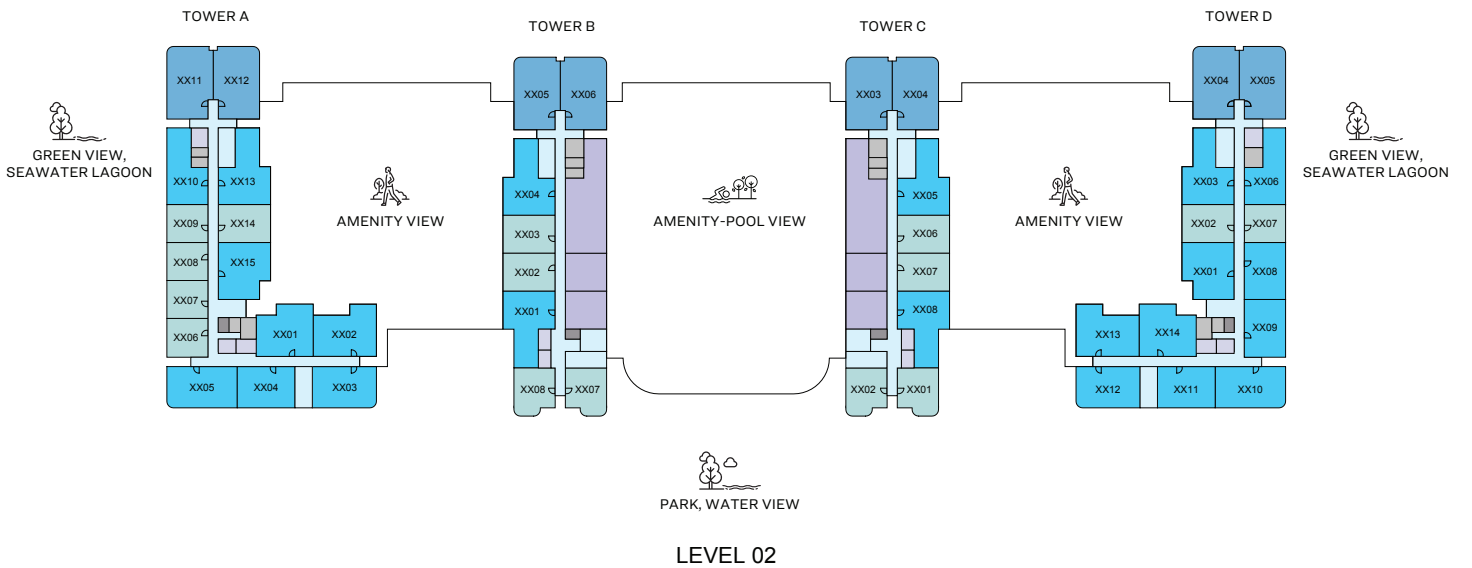 TOWER A
TOWER B
TOWER C
TOWER D
XX11
XX12
XX10
XX13
XX09
XX14
XX08
XX15
XX07
XX06
XX01
XX02
XX05
XX04
XX03
GREEN VIEW,
SEAWATER LAGOON
AMENITY VIEW
XX05
XX06
XX04
XX03
XX02
XX01
XX08
XX07
AMENITY-POOL VIEW
XX03
XX04
XX05
XX06
XX07
XX08
XX02
XX01
AMENITY VIEW
XX04
XX05
XX03
XX06
XX02
XX07
XX01
XX08
XX09
XX13
XX14
XX12
XX11
XX10
GREEN VIEW,
SEAWATER LAGOON
PARK, WATER VIEW
LEVEL 02